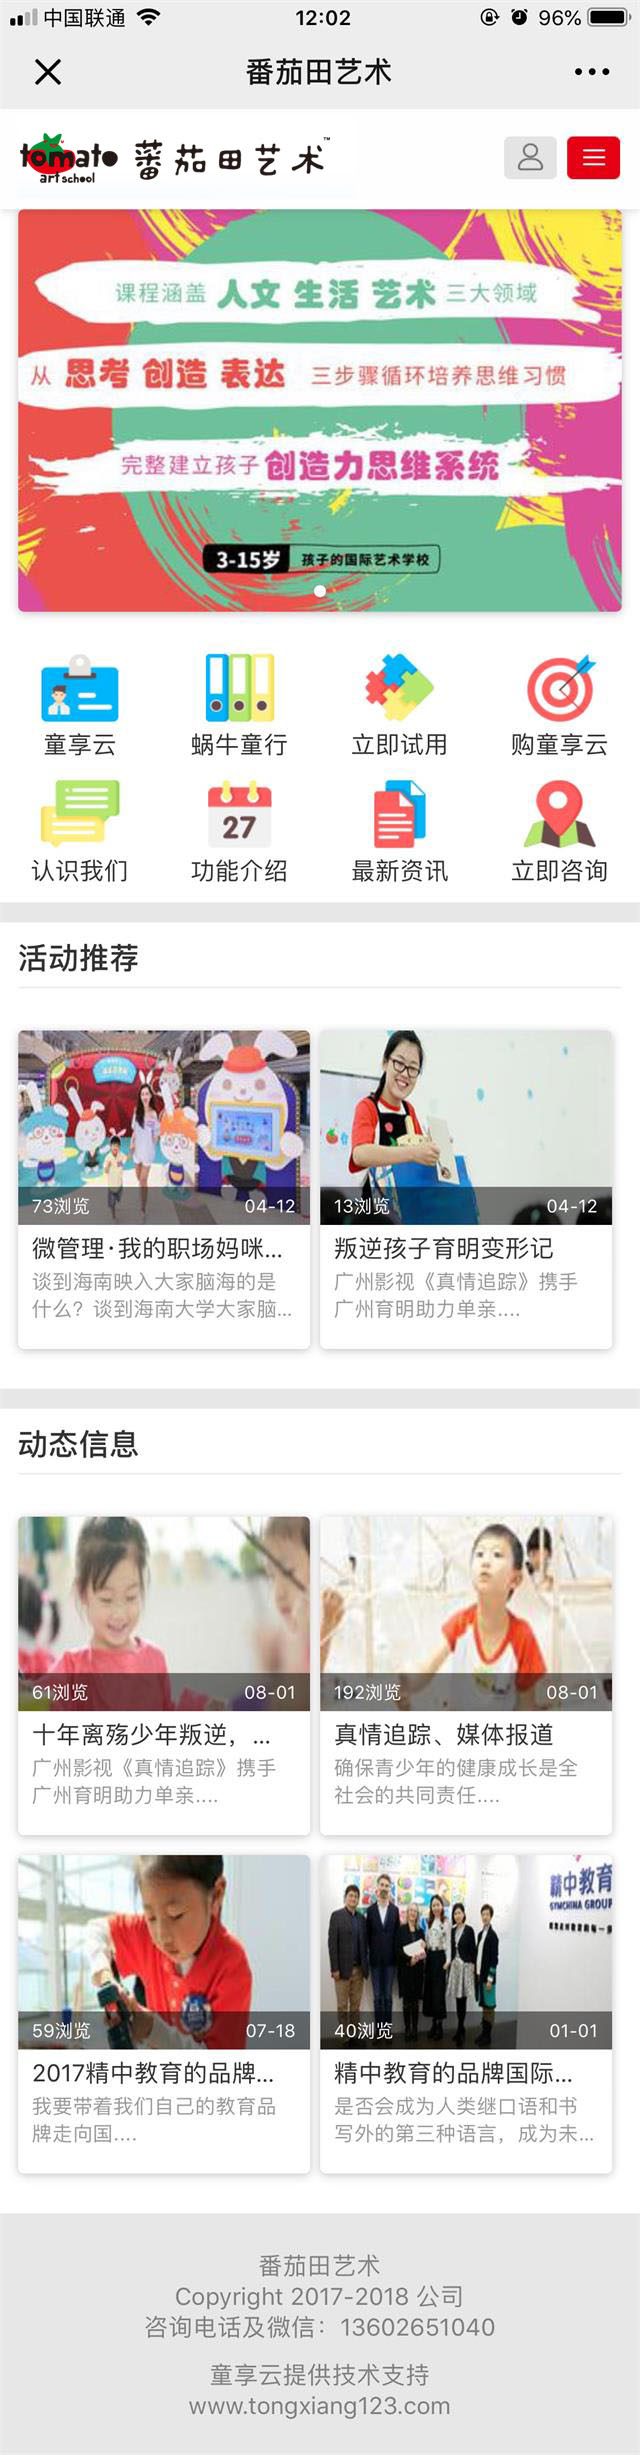 中国联通
12:02
96%
番茄田艺术
tomato
art school
蕃茄田艺术
™
课程涵盖 人文 生活 艺术 三大领域
从 思考 创造 表达 三步骤循环培养思维习惯
完整建立孩子 创造力思维系统
3-15岁 孩子的国际艺术学校
童享云
蜗牛童行
立即试用
购童享云
27
认识我们
功能介绍
最新资讯
立即咨询
活动推荐
73浏览
04-12
微管理·我的职场妈咪...
谈到海南映入大家脑海的是
什么？谈到海南大学大家脑...
13浏览
04-12
叛逆孩子育明变形记
广州影视《真情追踪》携手
广州育明助力单亲....
动态信息
61浏览
08-01
十年离殇少年叛逆，...
广州影视《真情追踪》携手
广州育明助力单亲....
192浏览
08-01
真情追踪、媒体报道
确保青少年的健康成长是全
社会的共同责任....
59浏览
07-18
2017精中教育的品牌...
我要带着我们自己的教育品
牌走向国....
精中教育
GYMCHINA GROUP
40浏览
01-01
精中教育的品牌国际...
是否会成为人类继口语和书
写外的第三种语言，成为未...
番茄田艺术
Copyright 2017-2018 公司
咨询电话及微信：13602651040
童享云提供技术支持
www.tongxiang123.com